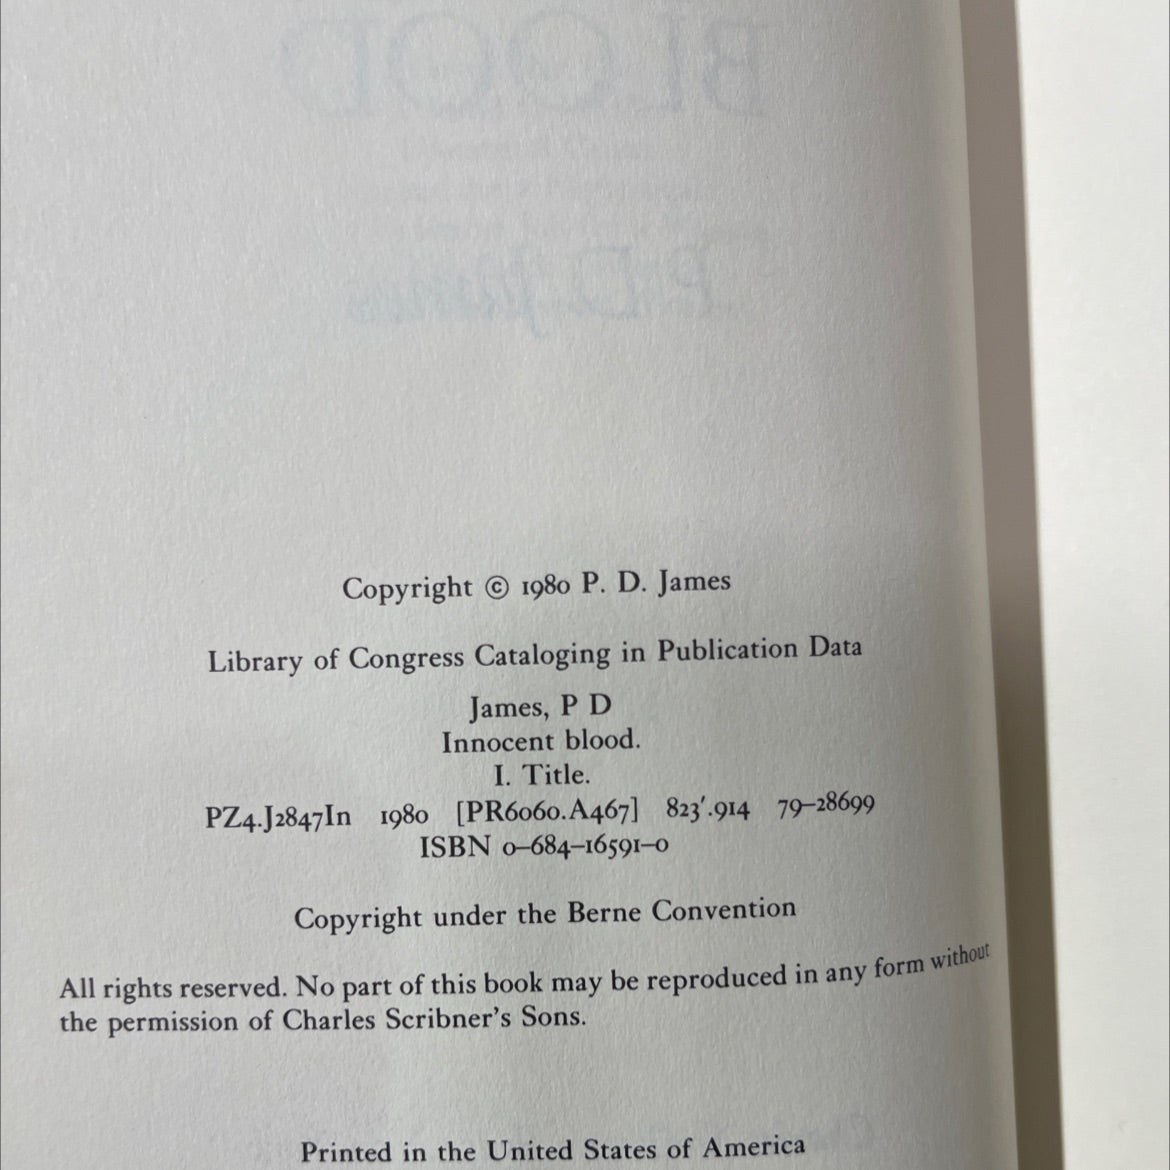 BLOOD
P. D. James
Copyright © 1980 P. D. James
Library of Congress Cataloging in Publication Data
James, P D
Innocent blood.
I. Title.
PZ4.J2847In 1980 [PR6060.A467] 823′.914 79–28699
ISBN 0–684–16591–0
Copyright under the Berne Convention
All rights reserved. No part of this book may be reproduced in any form without
the permission of Charles Scribner's Sons.
Printed in the United States of America